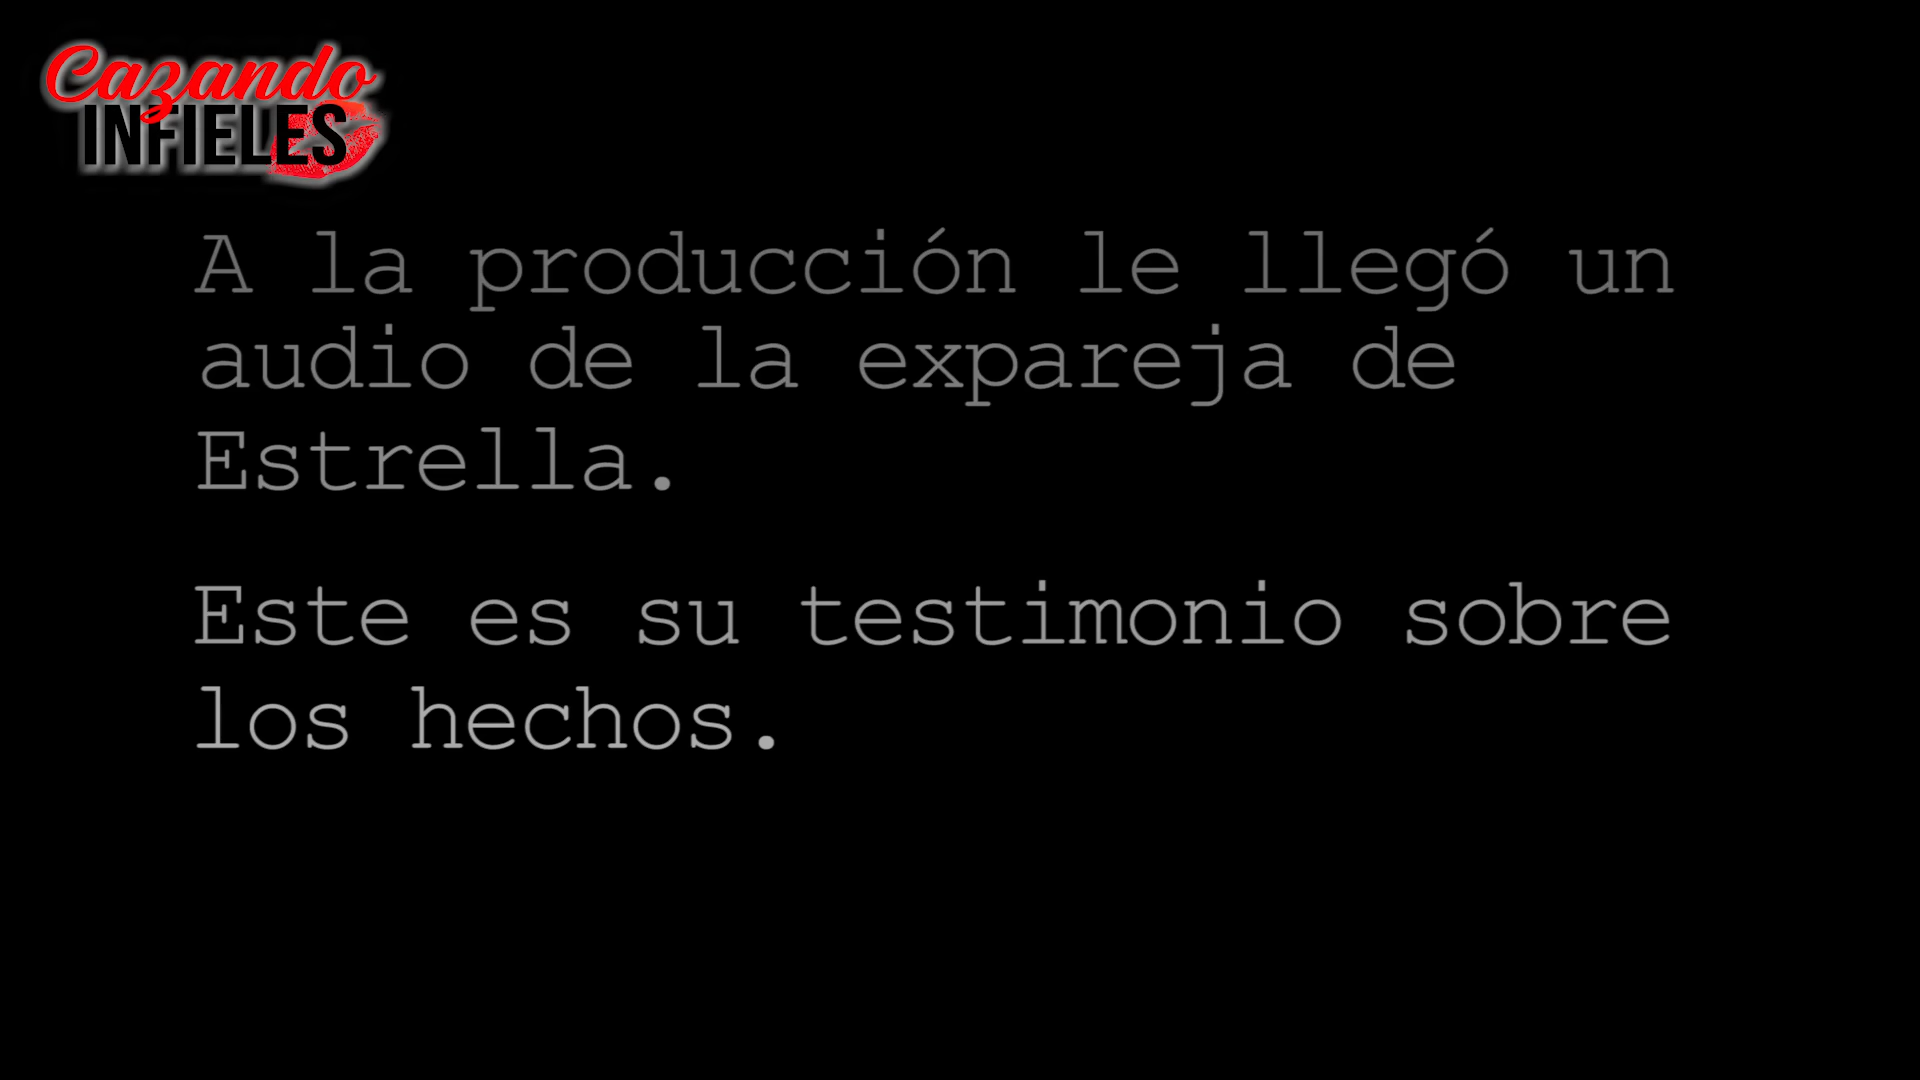 Cazando
INFIELES
A la producción le llegó un
audio de la expareja de
Estrella.
Este es su testimonio sobre
los hechos.